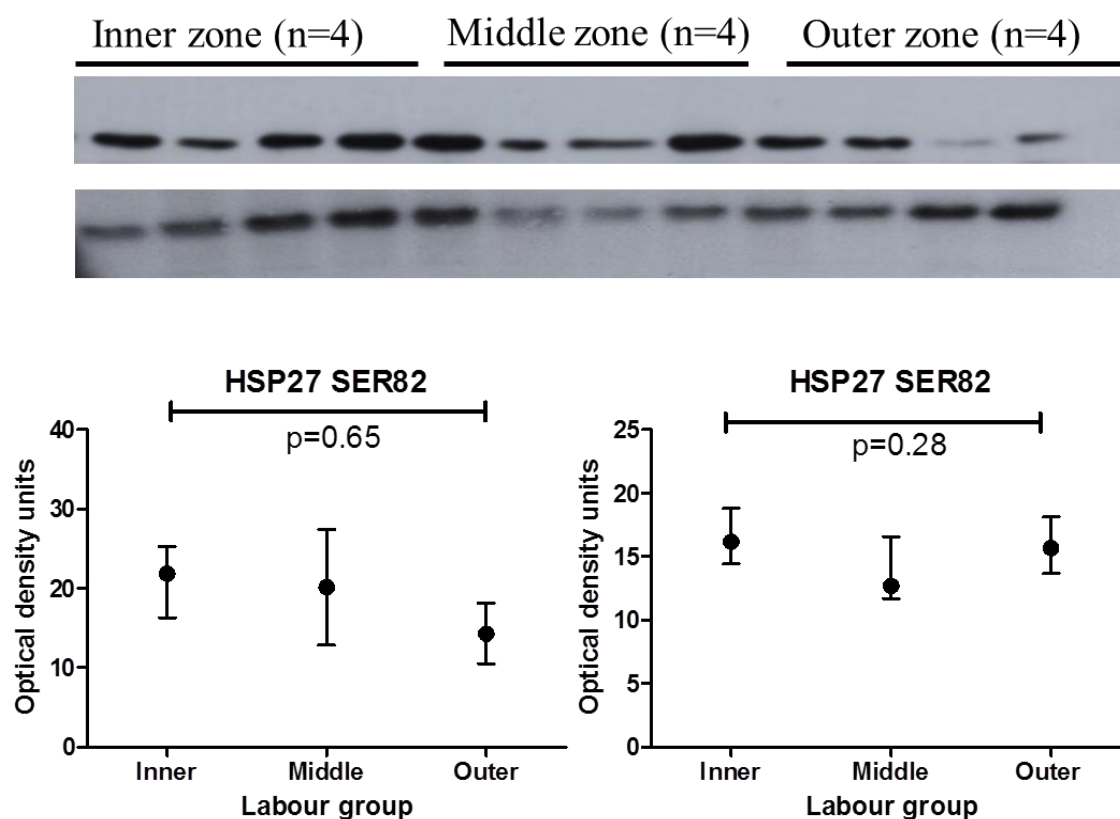 Inner zone (n=4) Middle zone (n=4) Outer zone (n=4)
HSP27 SER82
p=0.65
Optical density units
40
30
20
10
0
Inner Middle Outer
Labour group
HSP27 SER82
p=0.28
Optical density units
25
20
15
10
5
0
Inner Middle Outer
Labour group